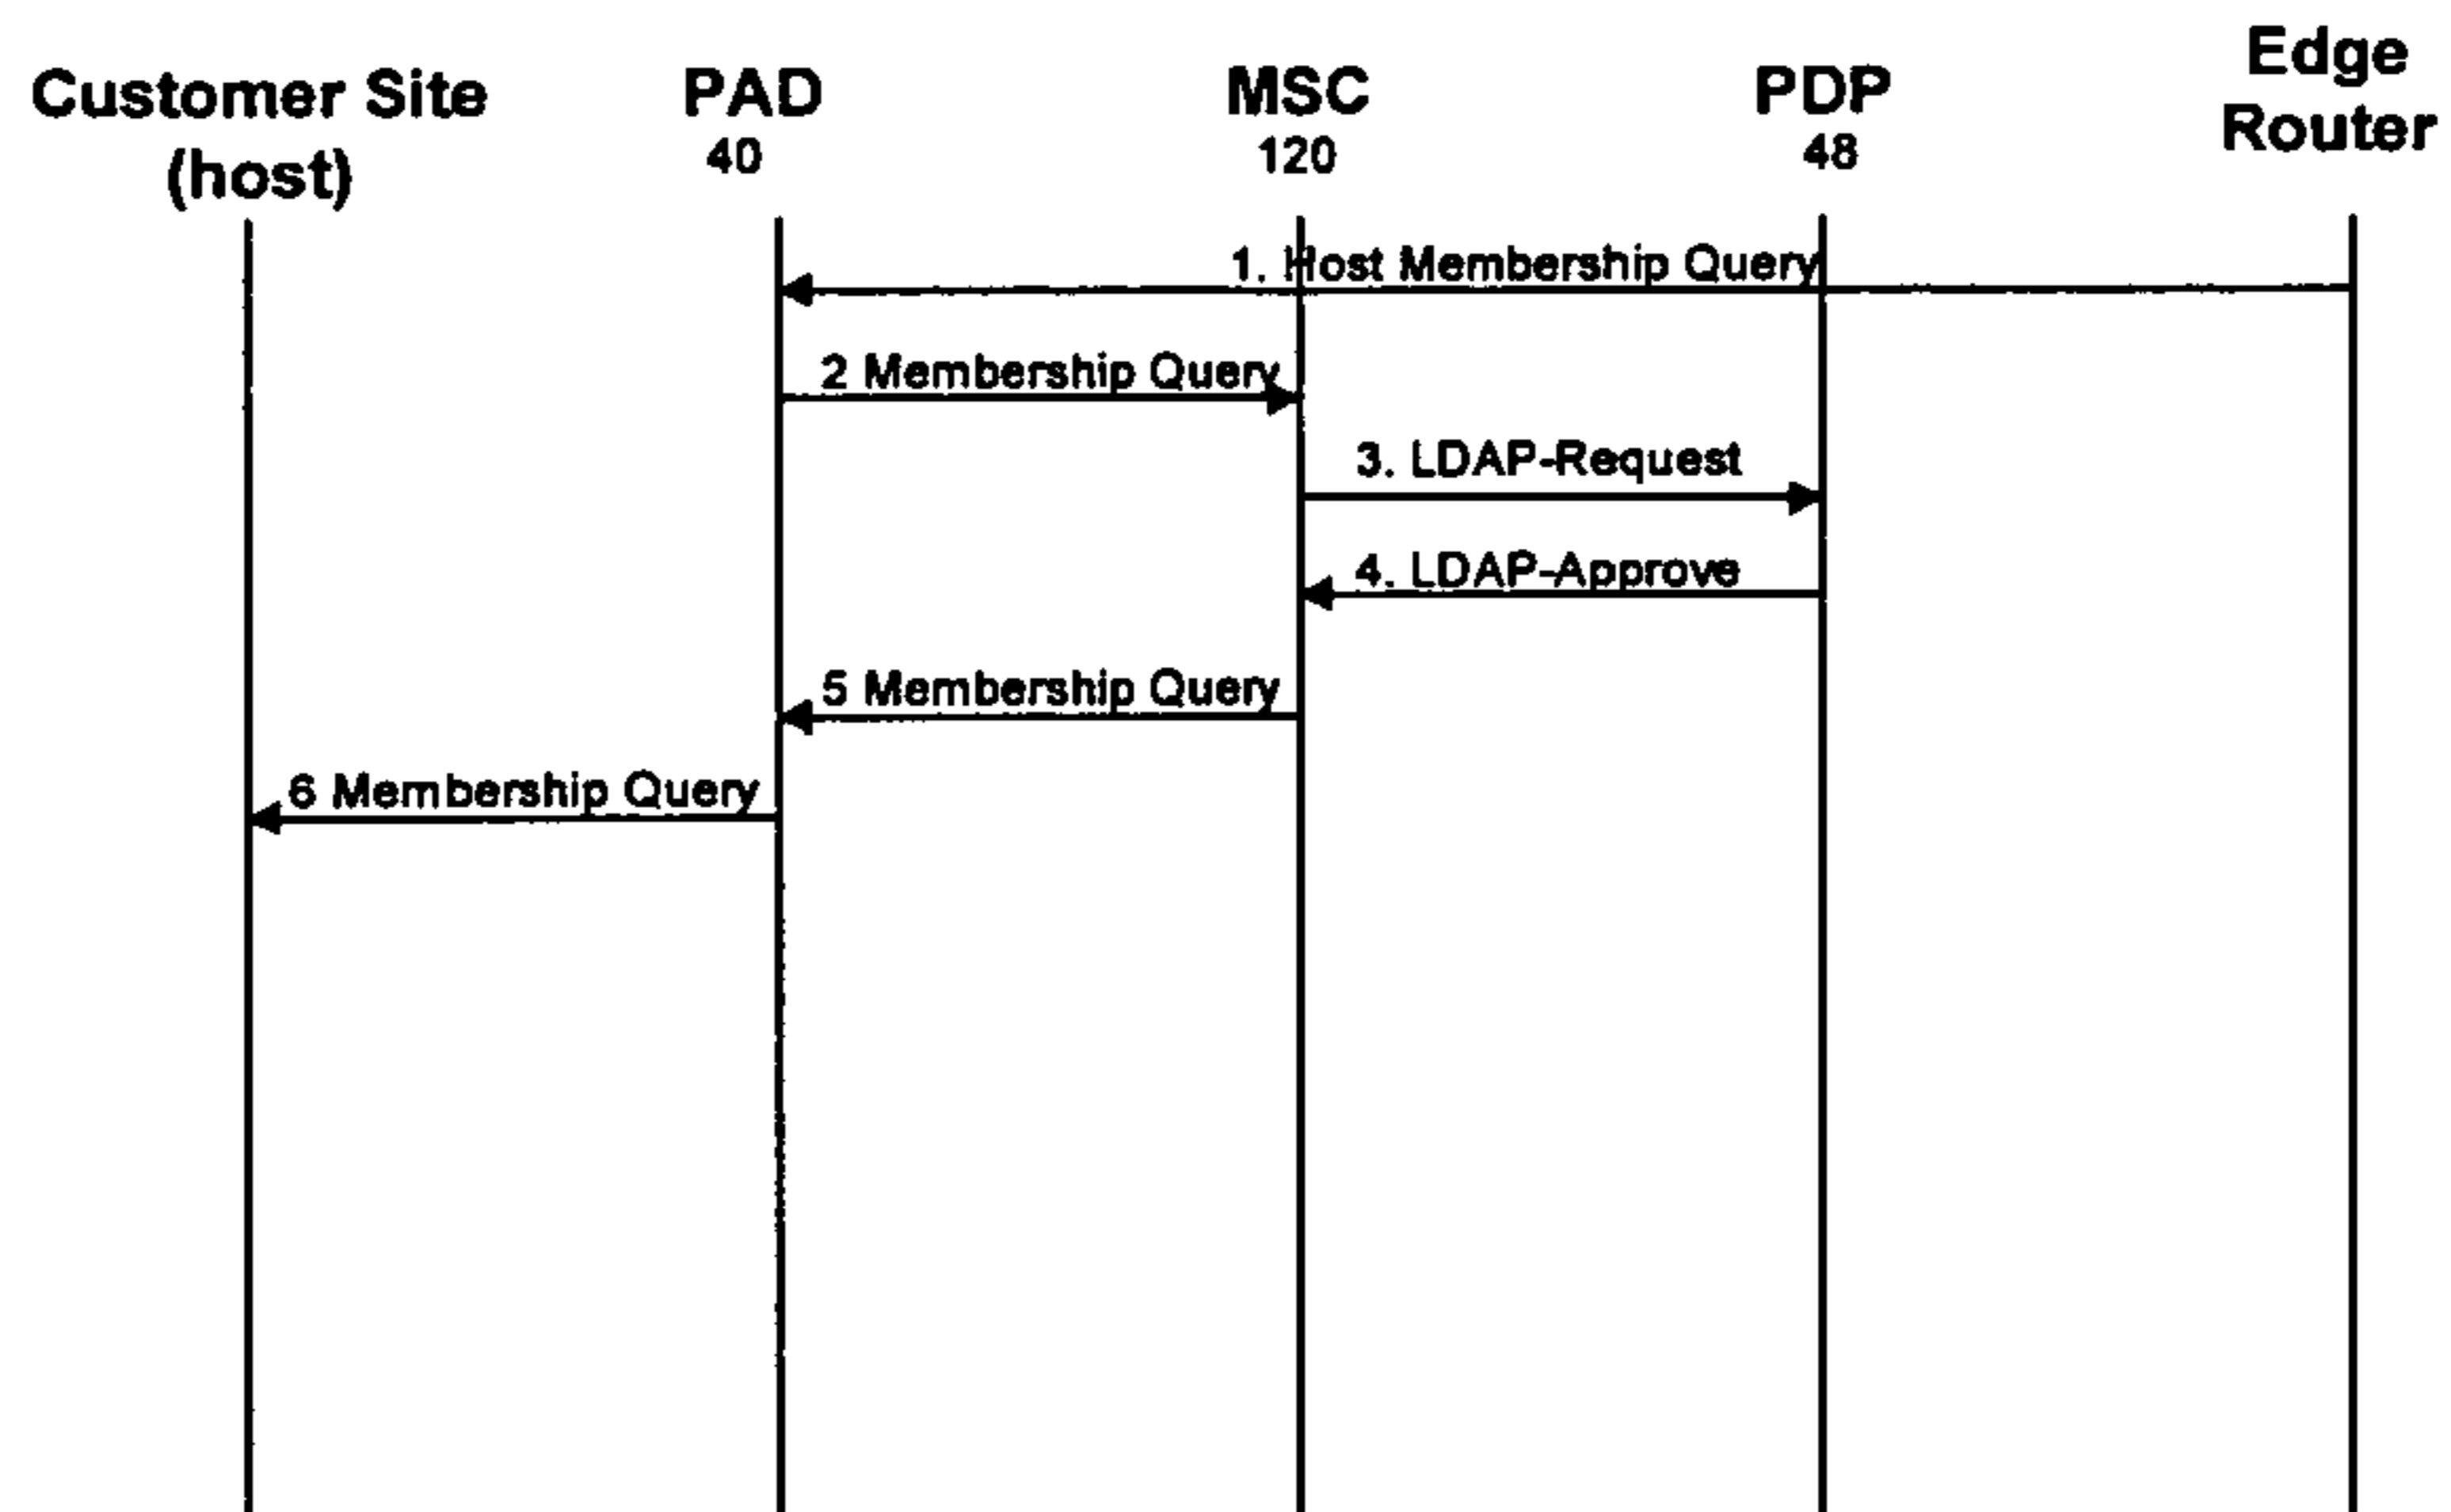 Customer Site
(host)
PAD
40
MSC
120
PDP
48
Edge
Router
1. Host Membership Query
2 Membership Query
3. LDAP-Request
4. LDAP-Approve
5 Membership Query
6 Membership Query